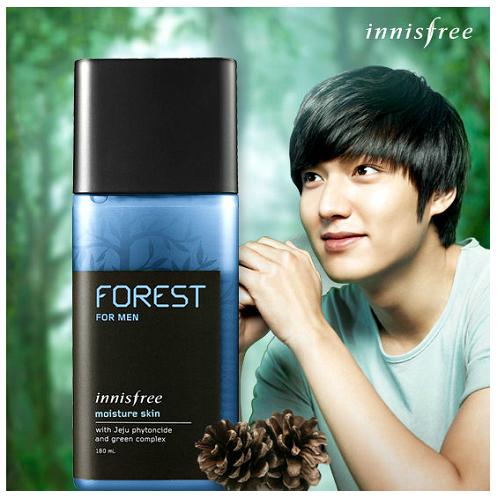 innisfree
FOREST
FOR MEN
innisfree
moisture skin
with Jeju phytoncide
and green complex
180 mL